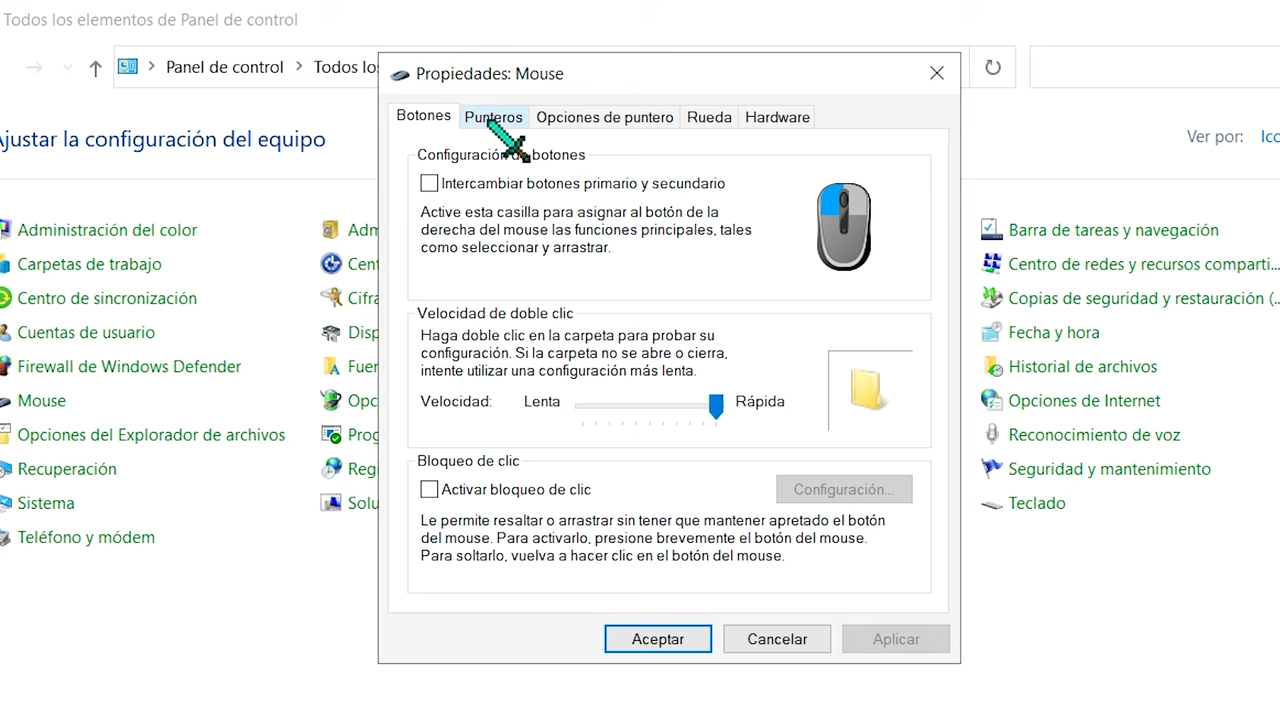 Todos los elementos de Panel de control
Panel de control
Todos los
Ajustar la configuración del equipo
Ver por:
Administración del color
Carpetas de trabajo
Centro de sincronización
Cuentas de usuario
Firewall de Windows Defender
Mouse
Opciones del Explorador de archivos
Recuperación
Sistema
Teléfono y módem
Propiedades: Mouse
Botones
Punteros
Opciones de puntero
Rueda
Hardware
Configuración de botones
Intercambiar botones primario y secundario
Active esta casilla para asignar al botón de la
derecha del mouse las funciones principales, tales
como seleccionar y arrastrar.
Velocidad de doble clic
Haga doble clic en la carpeta para probar su
configuración. Si la carpeta no se abre o cierra,
intente utilizar una configuración más lenta.
Velocidad:
Lenta
Rápida
Bloqueo de clic
Activar bloqueo de clic
Configuración...
Le permite resaltar o arrastrar sin tener que mantener apretado el botón
del mouse. Para activarlo, presione brevemente el botón del mouse.
Para soltarlo, vuelva a hacer clic en el botón del mouse.
Aceptar
Cancelar
Aplicar
Barra de tareas y navegación
Centro de redes y recursos comparti...
Copias de seguridad y restauración (...
Fecha y hora
Historial de archivos
Opciones de Internet
Reconocimiento de voz
Seguridad y mantenimiento
Teclado